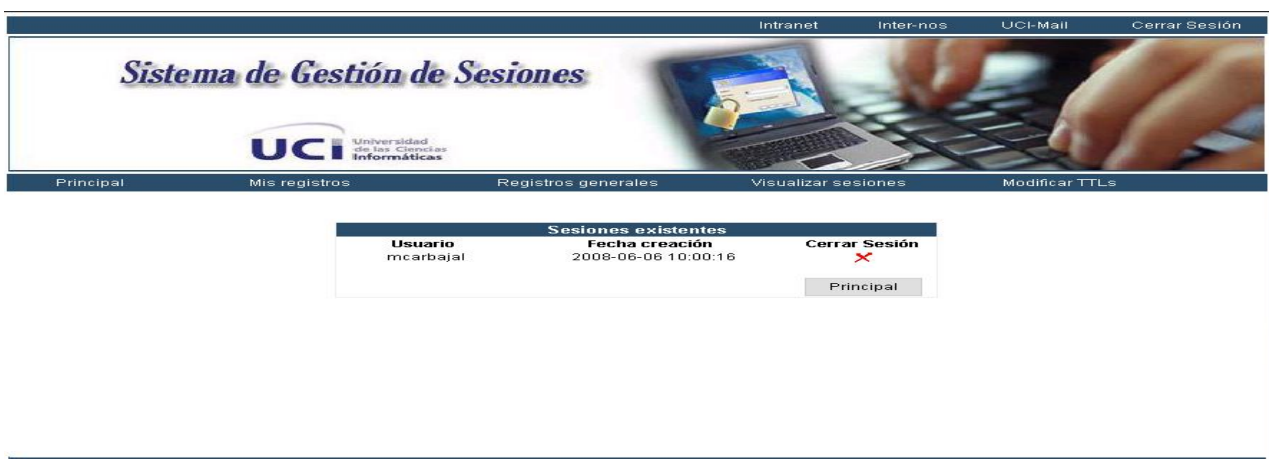 Intranet Inter-nos UCI-Mail Cerrar Sesión
Sistema de Gestión de Sesiones
UCI Universidad
de las Ciencias
Informáticas
Principal Mis registros Registros generales Visualizar sesiones Modificar TTLs
Sesiones existentes
Usuario Fecha creación Cerrar Sesión
mcarbajal 2008-06-06 10:00:16
Principal